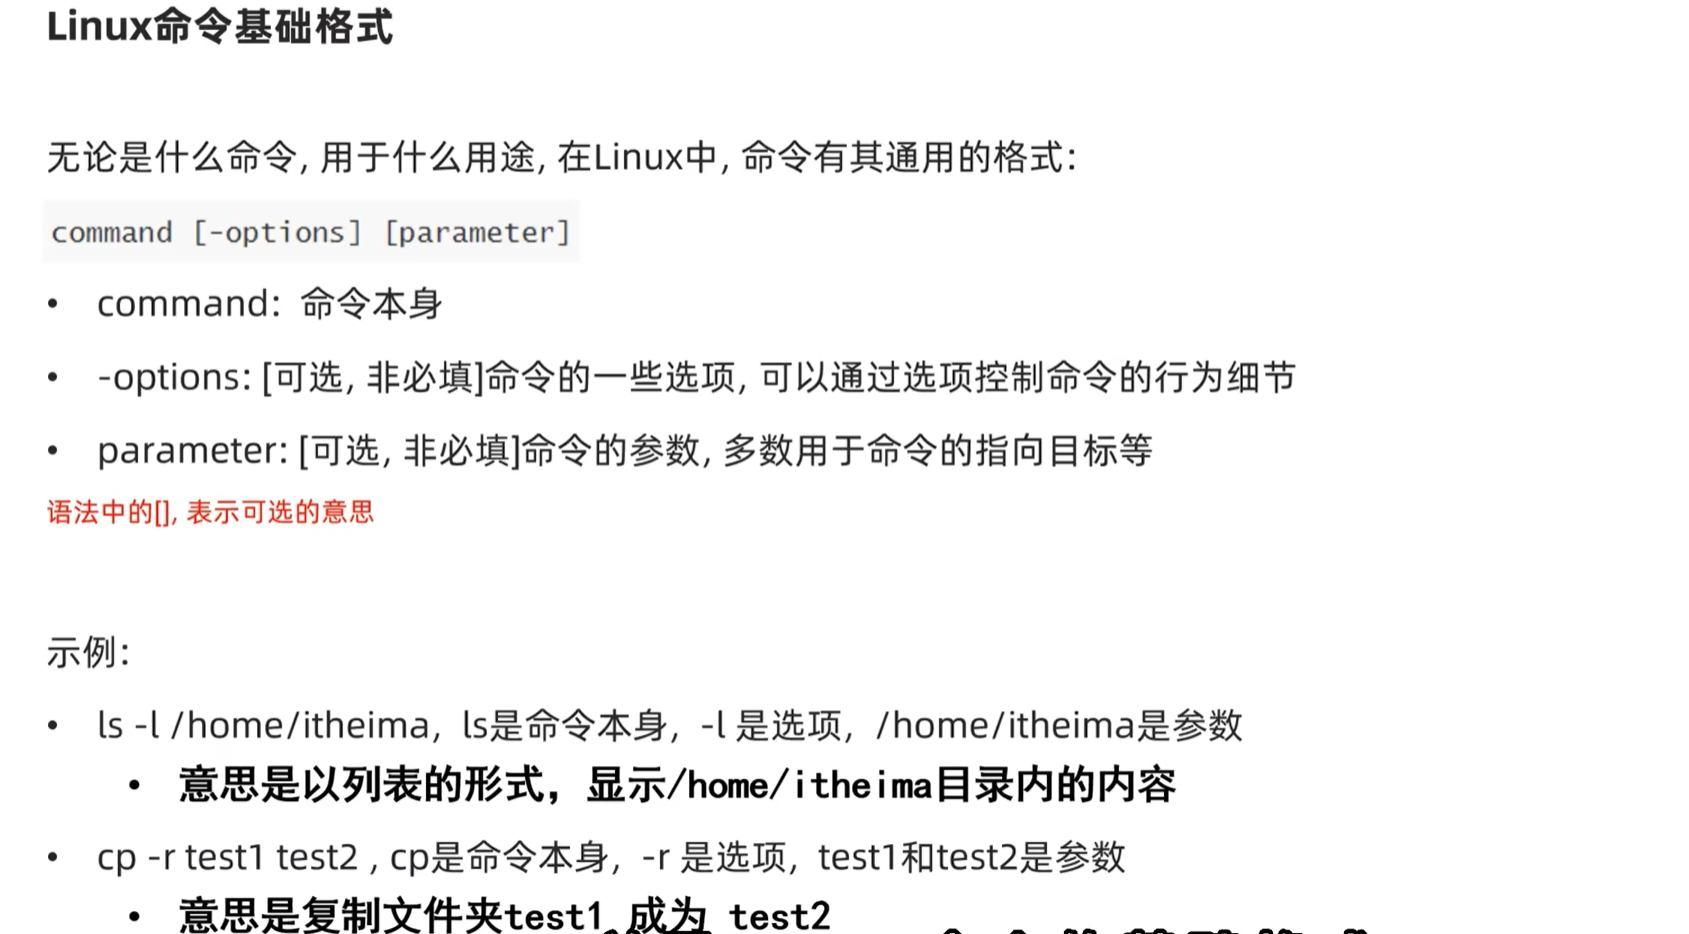 Linux命令基础格式
无论是什么命令, 用于什么用途, 在Linux中, 命令有其通用的格式:
command [-options] [parameter]
• command: 命令本身
• -options: [可选, 非必填]命令的一些选项, 可以通过选项控制命令的行为细节
• parameter: [可选, 非必填]命令的参数, 多数用于命令的指向目标等
语法中的[], 表示可选的意思
示例:
• ls -l /home/itheima, ls是命令本身, -l 是选项, /home/itheima是参数
• 意思是以列表的形式，显示/home/itheima目录内的内容
• cp -r test1 test2 , cp是命令本身, -r 是选项, test1和test2是参数
• 意思是复制文件夹test1 成为 test2